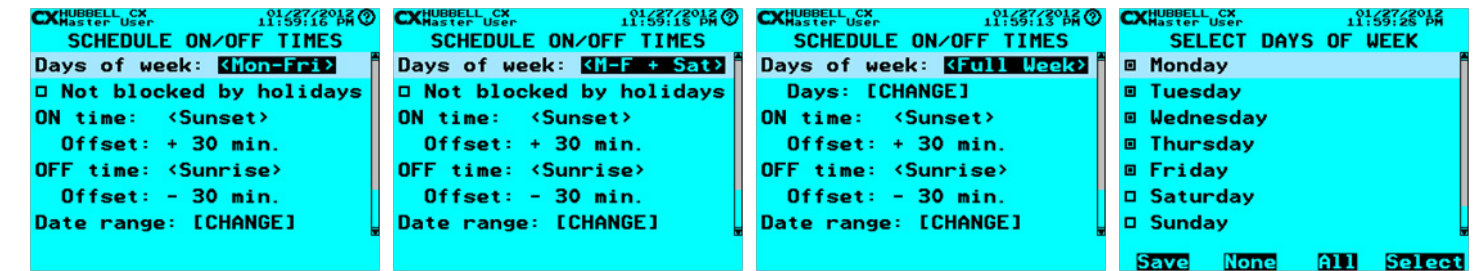 CX HUBBELL CX 01/27/2012
Master User 11:59:16 PM ?
SCHEDULE ON/OFF TIMES
Days of week: <Mon-Fri>
Not blocked by holidays
ON time: <Sunset>
Offset: + 30 min.
OFF time: <Sunrise>
Offset: - 30 min.
Date range: [CHANGE]
CX HUBBELL CX 01/27/2012
Master User 11:59:15 PM ?
SCHEDULE ON/OFF TIMES
Days of week: <M-F + Sat>
Not blocked by holidays
ON time: <Sunset>
Offset: + 30 min.
OFF time: <Sunrise>
Offset: - 30 min.
Date range: [CHANGE]
CX HUBBELL CX 01/27/2012
Master User 11:59:13 PM ?
SCHEDULE ON/OFF TIMES
Days of week: <Full Week>
Days: [CHANGE]
ON time: <Sunset>
Offset: + 30 min.
OFF time: <Sunrise>
Offset: - 30 min.
Date range: [CHANGE]
CX HUBBELL CX 01/27/2012
Master User 11:59:28 PM
SELECT DAYS OF WEEK
Monday
Tuesday
Wednesday
Thursday
Friday
Saturday
Sunday
Save None All Select